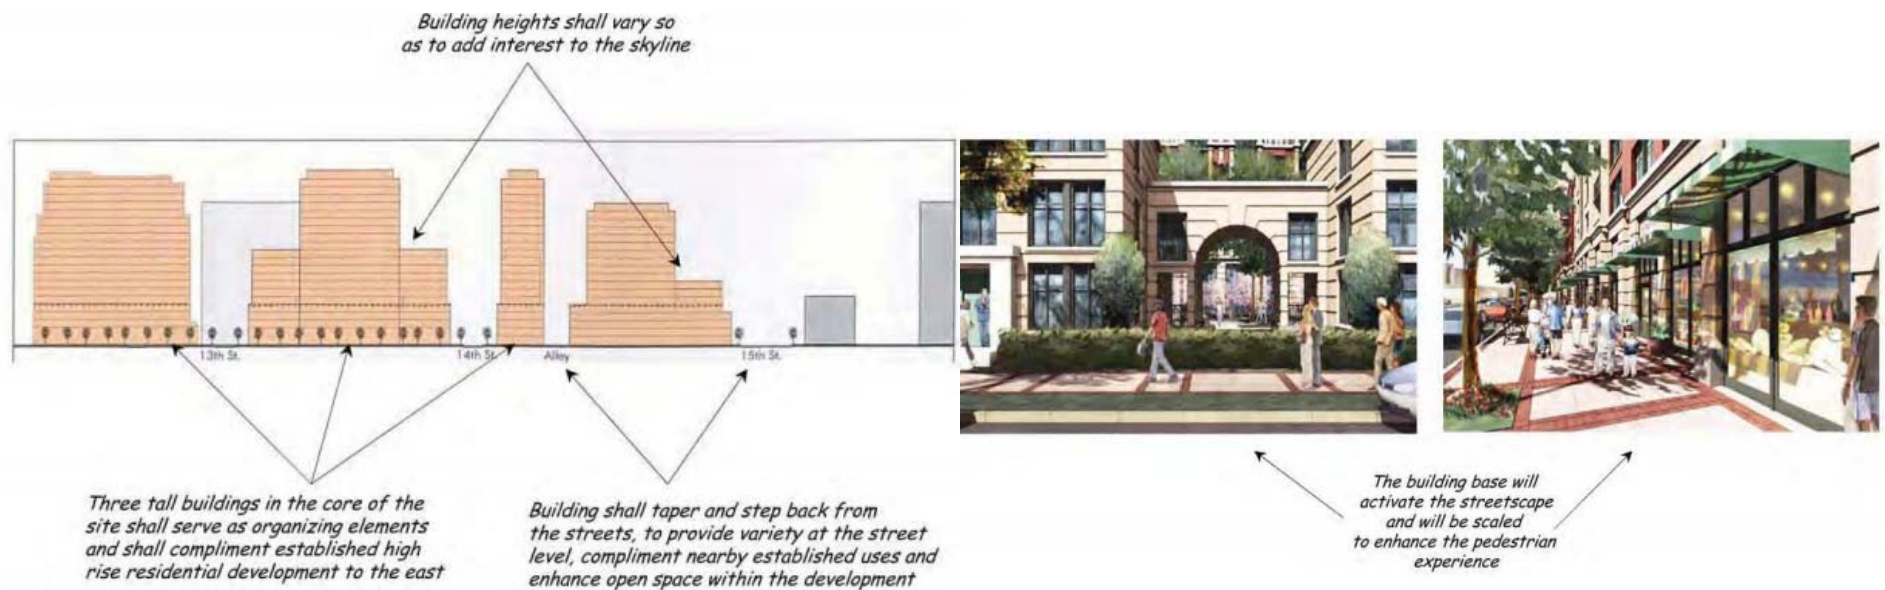 Building heights shall vary so
as to add interest to the skyline
13th St.
14th St.
Alley
15th St.
Three tall buildings in the core of the
site shall serve as organizing elements
and shall compliment established high
rise residential development to the east
Building shall taper and step back from
the streets, to provide variety at the street
level, compliment nearby established uses and
enhance open space within the development
The building base will
activate the streetscape
and will be scaled
to enhance the pedestrian
experience